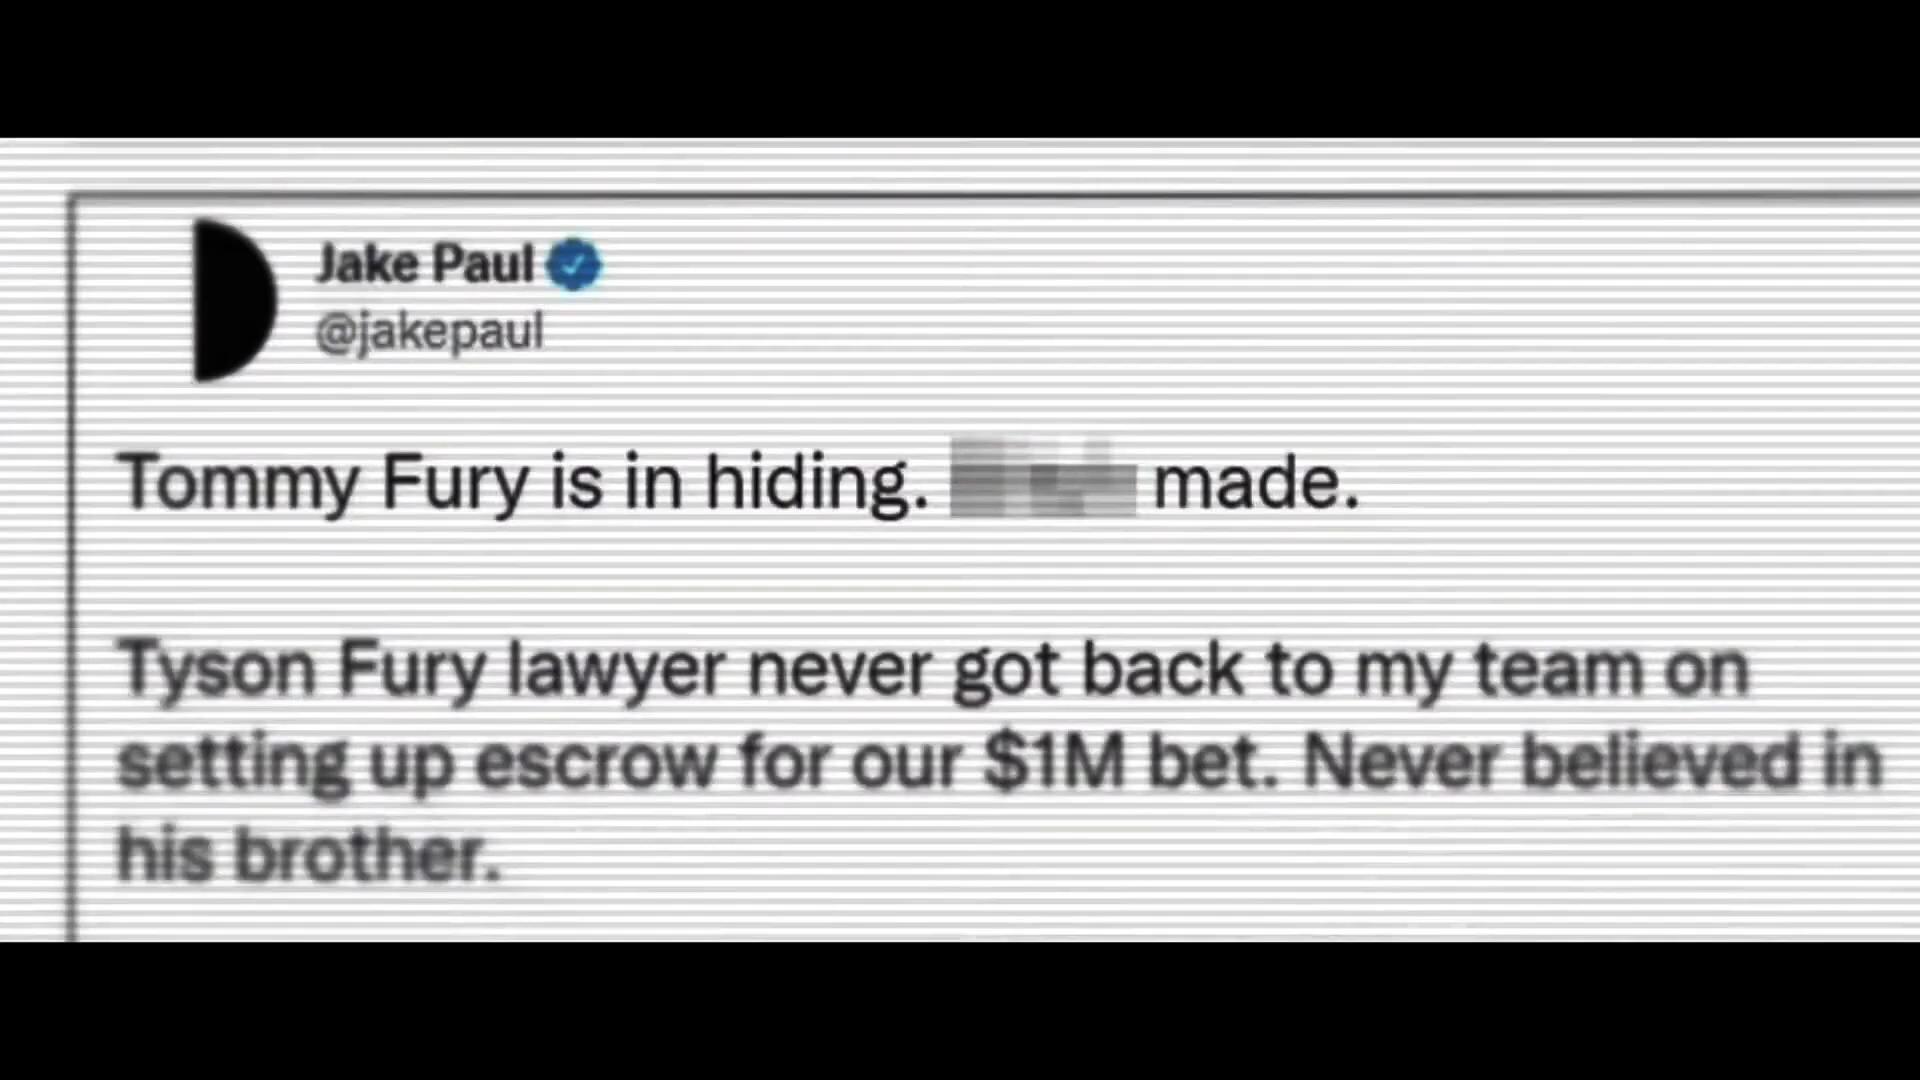 Jake Paul
@jakepaul
Tommy Fury is in hiding. made.
Tyson Fury lawyer never got back to my team on
setting up escrow for our $1M bet. Never believed in
his brother.